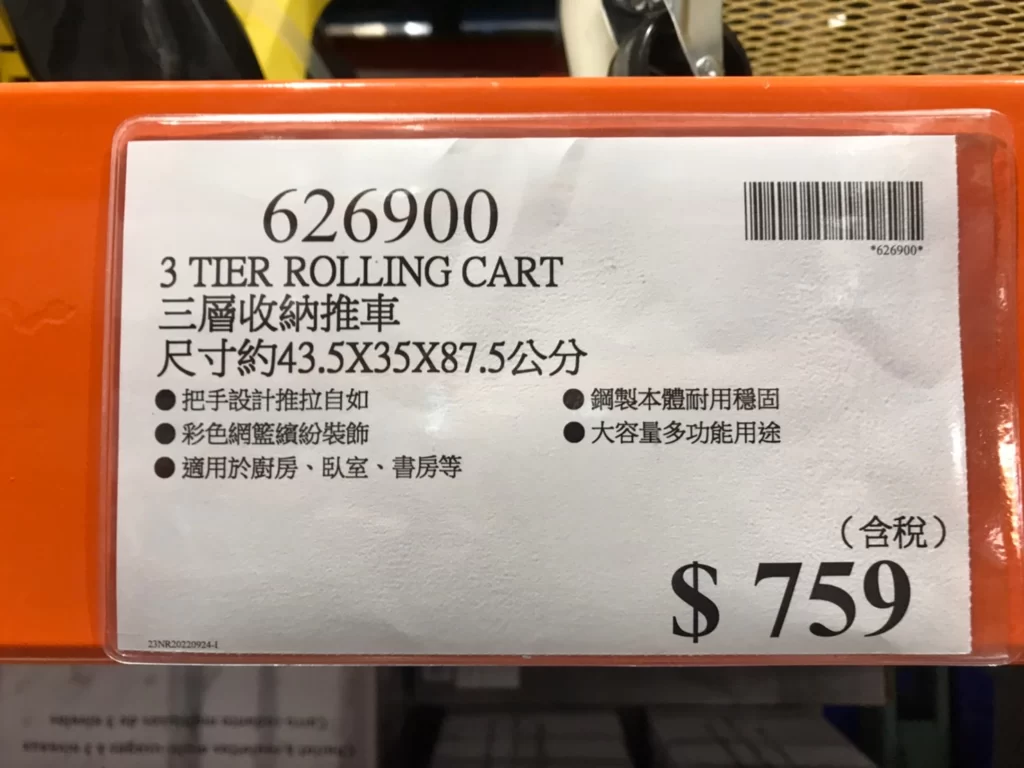 626900
*626900*
3 TIER ROLLING CART
三層收納推車
尺寸約43.5X35X87.5公分
●把手設計推拉自如
●鋼製本體耐用穩固
●彩色網籃繽紛裝飾
●大容量多功能用途
●適用於廚房、臥室、書房等
（含稅）
$ 759
23NR20220924-1